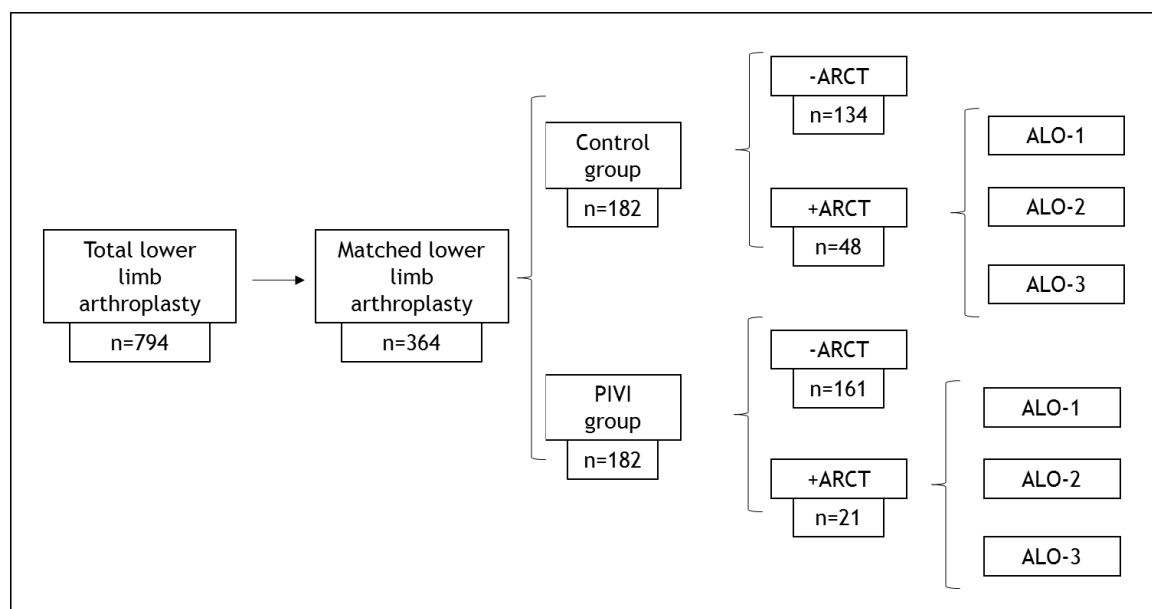 Total lower
limb
arthroplasty
n=794
Matched lower
limb
arthroplasty
n=364
Control
group
n=182
-ARCT
n=134
+ARCT
n=48
ALO-1
ALO-2
ALO-3
PIVI
group
n=182
-ARCT
n=161
+ARCT
n=21
ALO-1
ALO-2
ALO-3